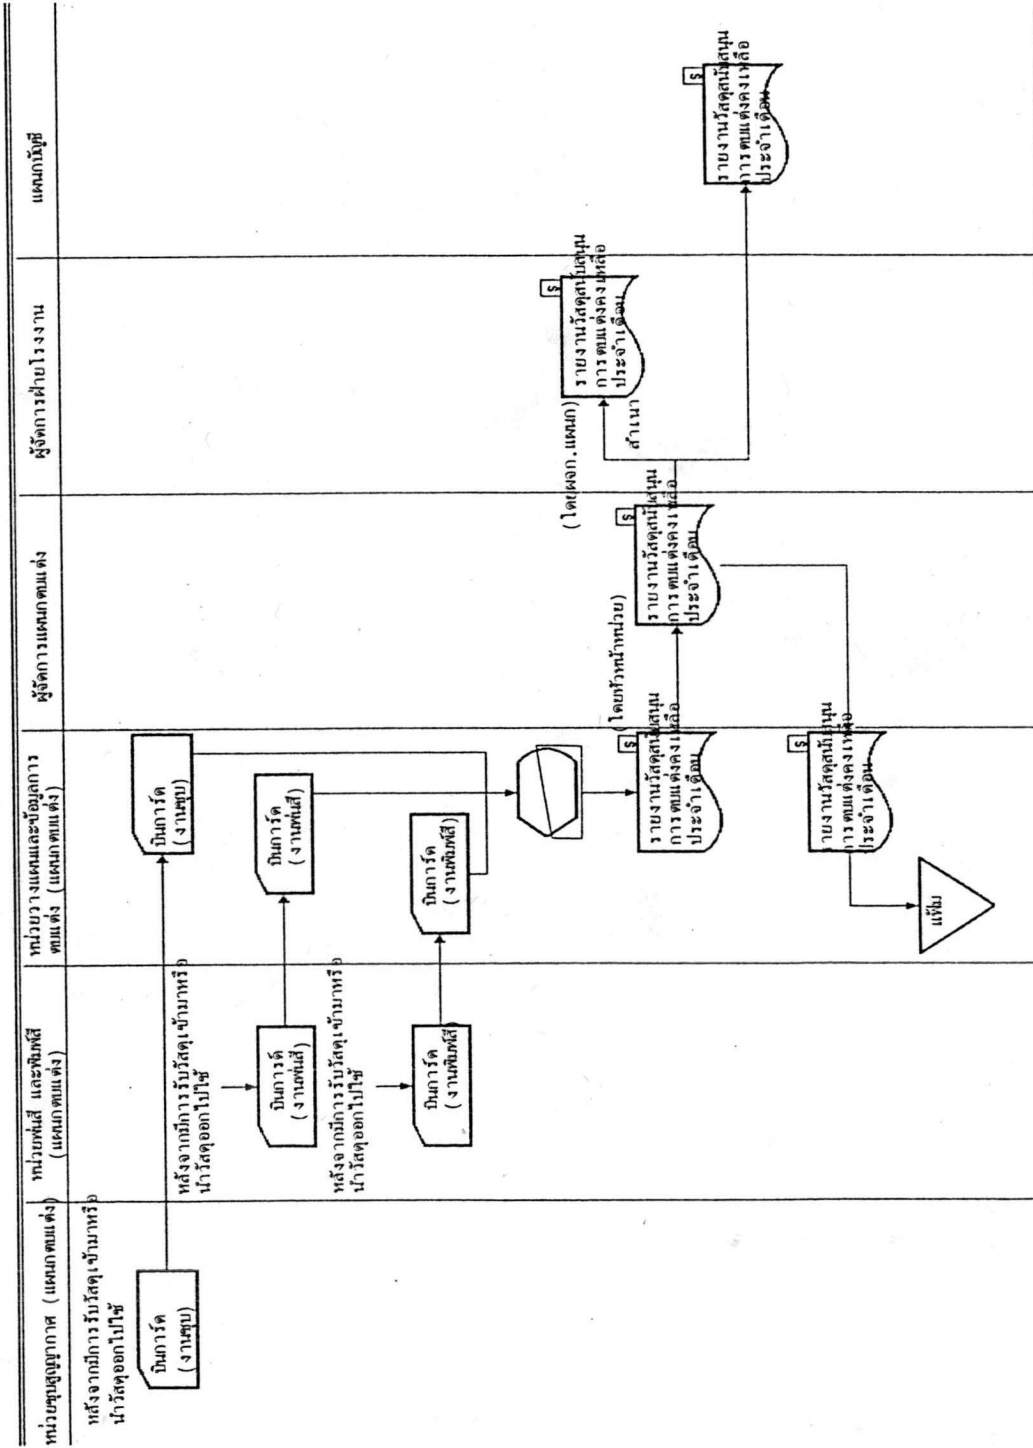 หน่วยชุบสูญญากาศ (แผนกตบแต่ง)
หน่วยพ่นสี และพิมพ์สี
(แผนกตบแต่ง)
หน่วยวางแผนและข้อมูลการ
ตบแต่ง (แผนกตบแต่ง)
ผู้จัดการแผนกตบแต่ง
ผู้จัดการฝ่ายโรงงาน
แผนกบัญชี
หลังจากมีการรับวัสดุเข้ามาหรือ
นำวัสดุออกไปใช้
บินการ์ด
(งานชุบ)
บินการ์ด
(งานชุบ)
หลังจากมีการรับวัสดุเข้ามาหรือ
นำวัสดุออกไปใช้
บินการด์
(งานพ่นสี)
บินการ์ด
(งานพ่นสี)
หลังจากมีการรับวัสดุเข้ามาหรือ
นำวัสดุออกไปใช้
บินการ์ด
(งานพิมพ์สี)
บินการ์ด
(งานพิมพ์สี)
(โดยหัวหน้าหน่วย)
$
รายงานวัสดุสนับสนุน
การตบแต่งคงเหลือ
ประจำเดือน
$
รายงานวัสดุสนับสนุน
การตบแต่งคงเหลือ
ประจำเดือน
(โดยผจก.แผนก)
สำเนา
$
รายงานวัสดุสนับสนุน
การตบแต่งคงเหลือ
ประจำเดือน
$
รายงานวัสดุสนับสนุน
การตบแต่งคงเหลือ
ประจำเดือน
$
รายงานวัสดุสนับสนุน
การตบแต่งคงเหลือ
ประจำเดือน
แฟ้ม